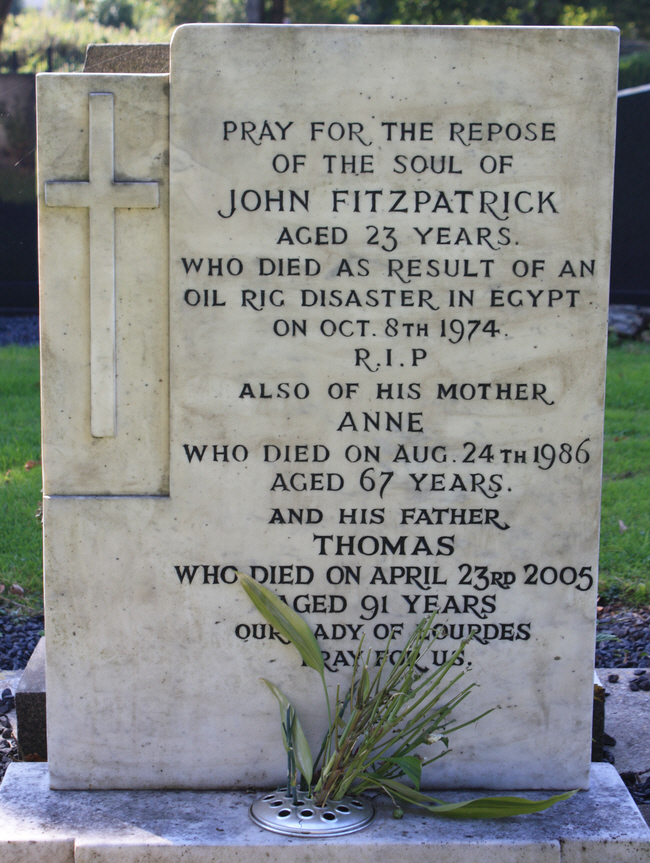 PRAY FOR THE REPOSE
OF THE SOUL OF
JOHN FITZPATRICK
AGED 23 YEARS.
WHO DIED AS RESULT OF AN
OIL RIG DISASTER IN EGYPT.
ON OCT. 8TH 1974.
R.I.P
ALSO OF HIS MOTHER
ANNE
WHO DIED ON AUG. 24TH 1986
AGED 67 YEARS.
AND HIS FATHER
THOMAS
WHO DIED ON APRIL 23RD 2005
AGED 91 YEARS
OUR LADY OF LOURDES
PRAY FOR US.